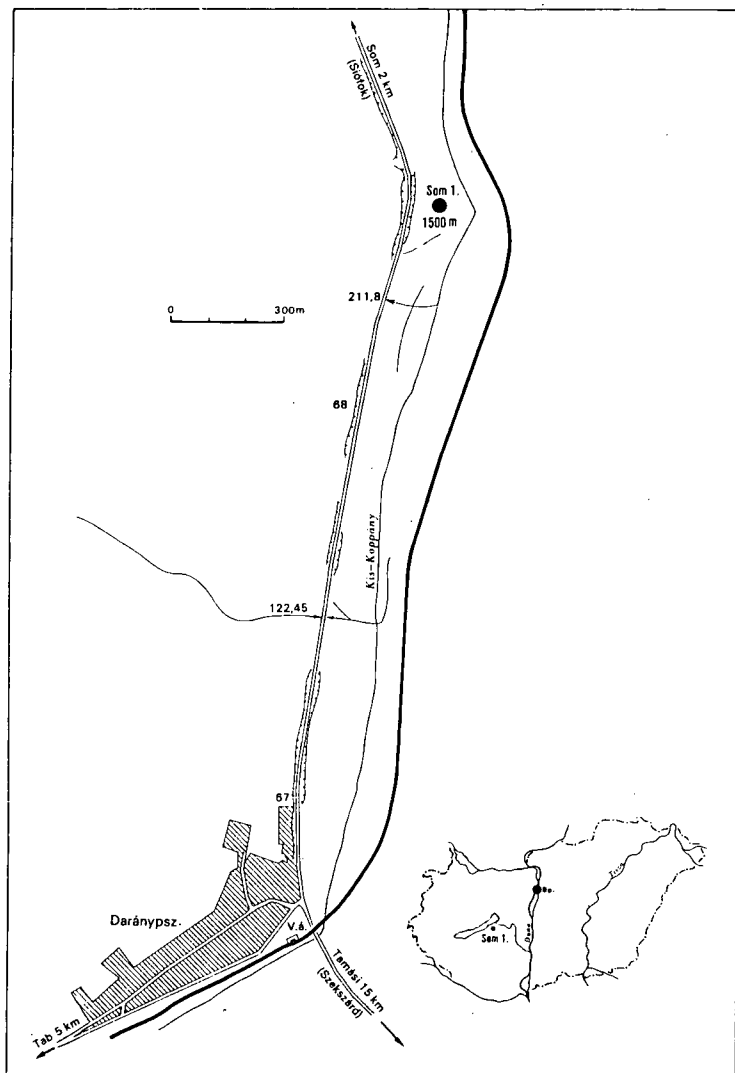 Som 2 km
(Siófok)
Som 1.
1500 m
211,8
0 300m
68
Kis-Koppány
122,45
67
Daránypsz.
V.á.
Tamási 15 km
(Szekszárd)
Tab 5 km
Bp.
Duna
Tisza
Som 1.